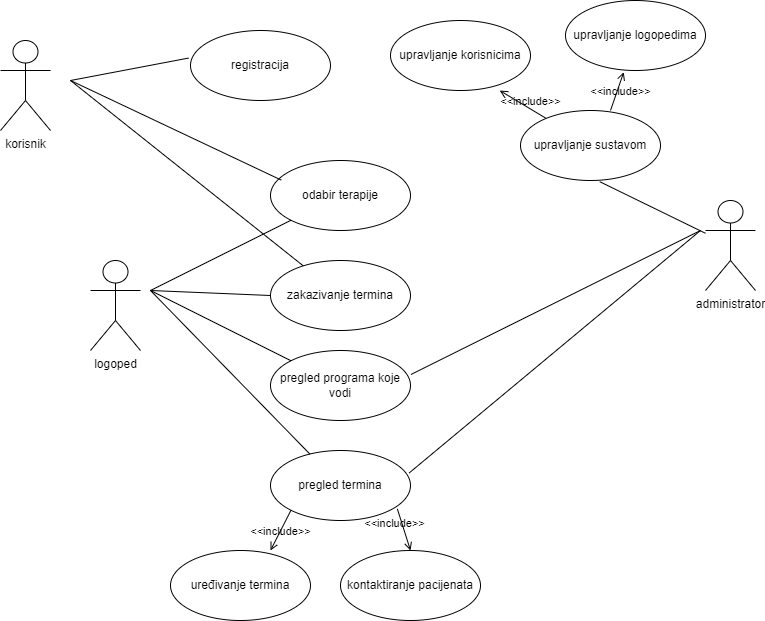 upravljanje logopedima
upravljanje korisnicima
registracija
<<include>>
<<include>>
korisnik
upravljanje sustavom
odabir terapije
zakazivanje termina
administrator
logoped
pregled programa koje
vodi
pregled termina
<<include>>
<<include>>
uređivanje termina
kontaktiranje pacijenata